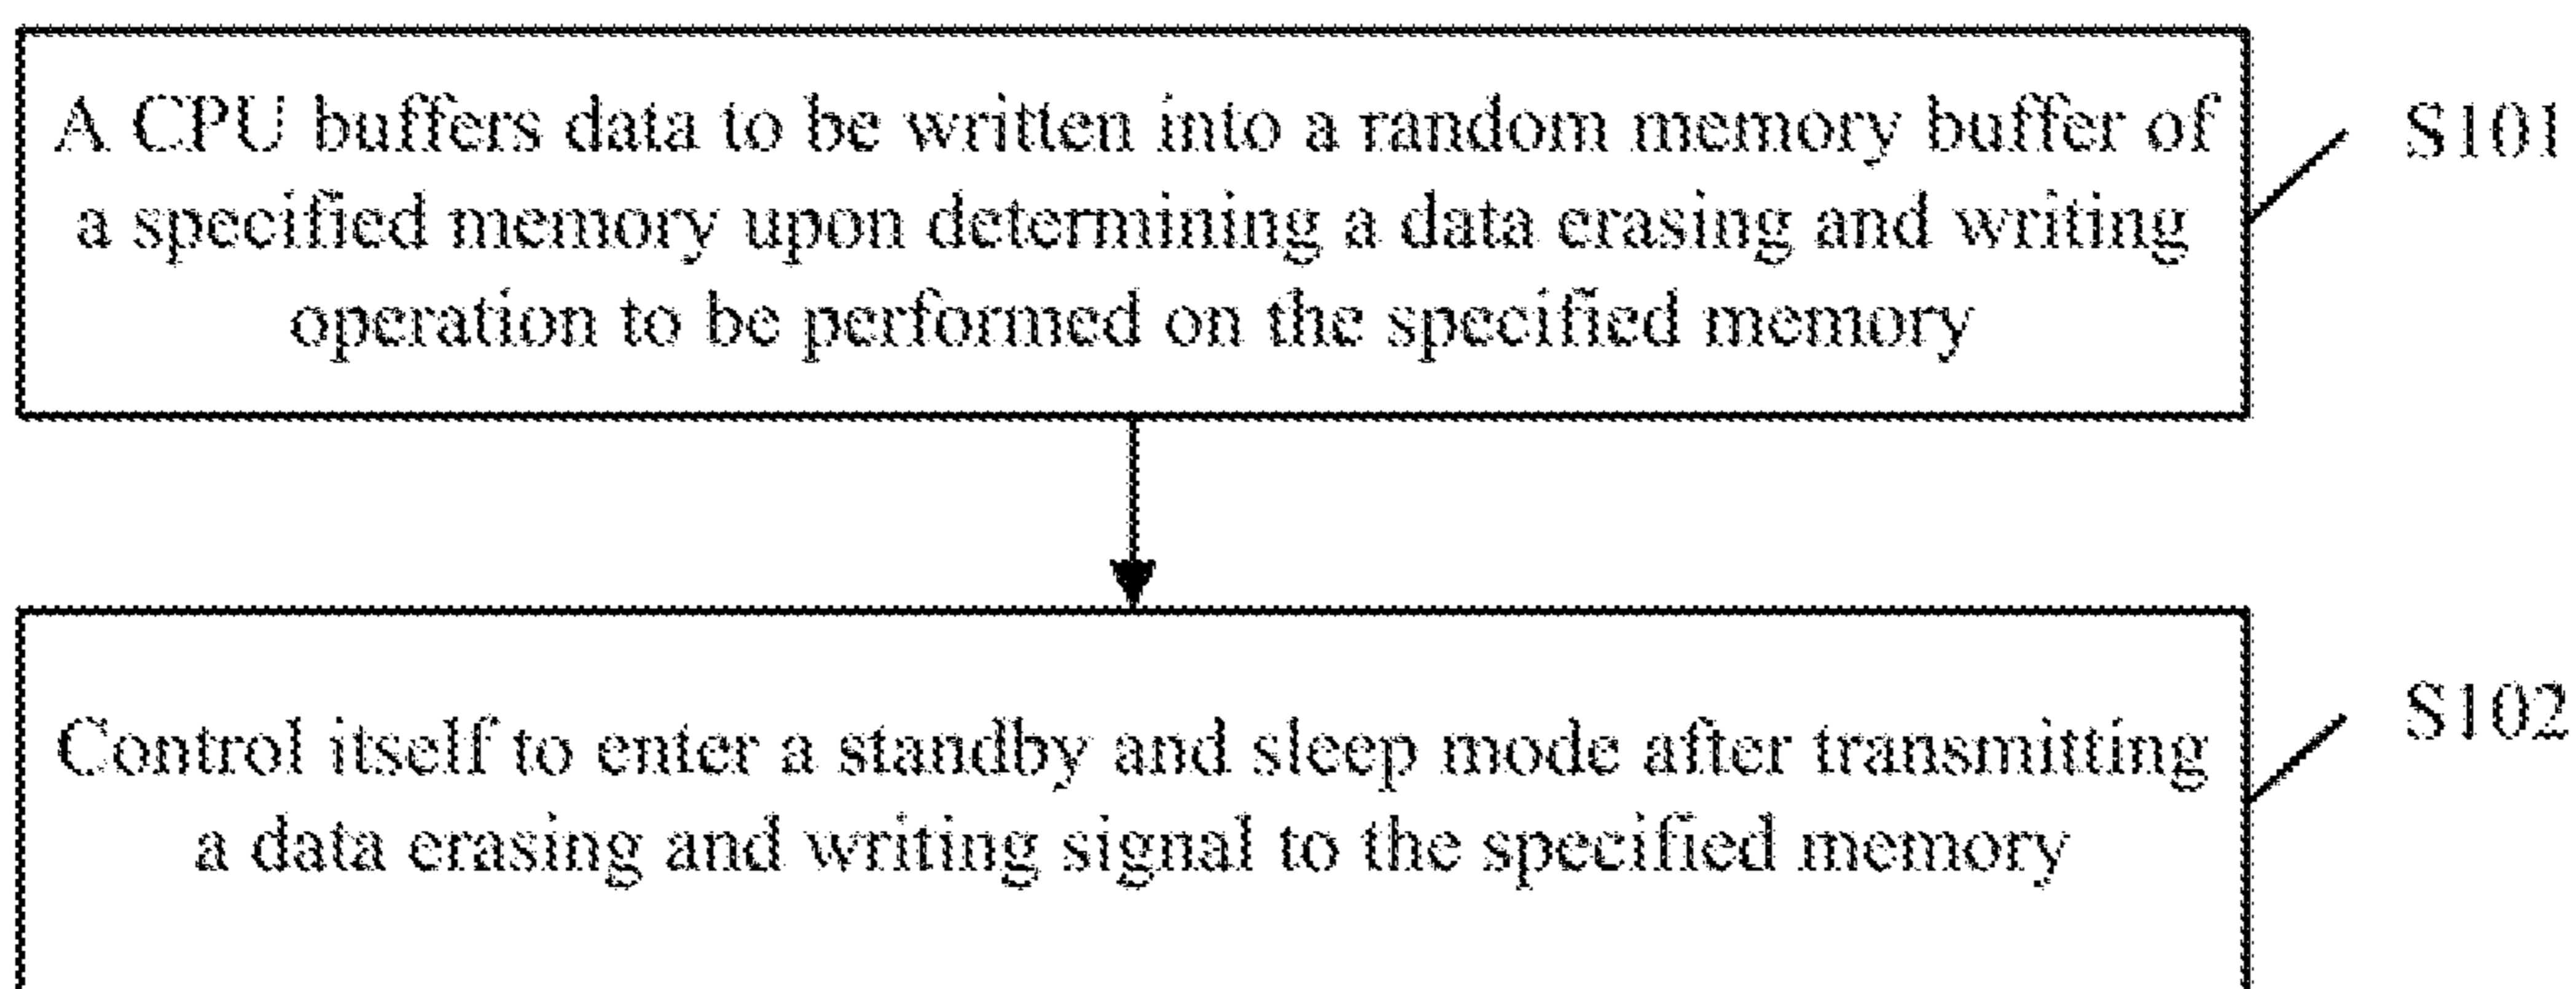 A CPU buffers data to be written into a random memory buffer of
a specified memory upon determining a data erasing and writing
operation to be performed on the specified memory
S101
Control itself to enter a standby and sleep mode after transmitting
a data erasing and writing signal to the specified memory
S102